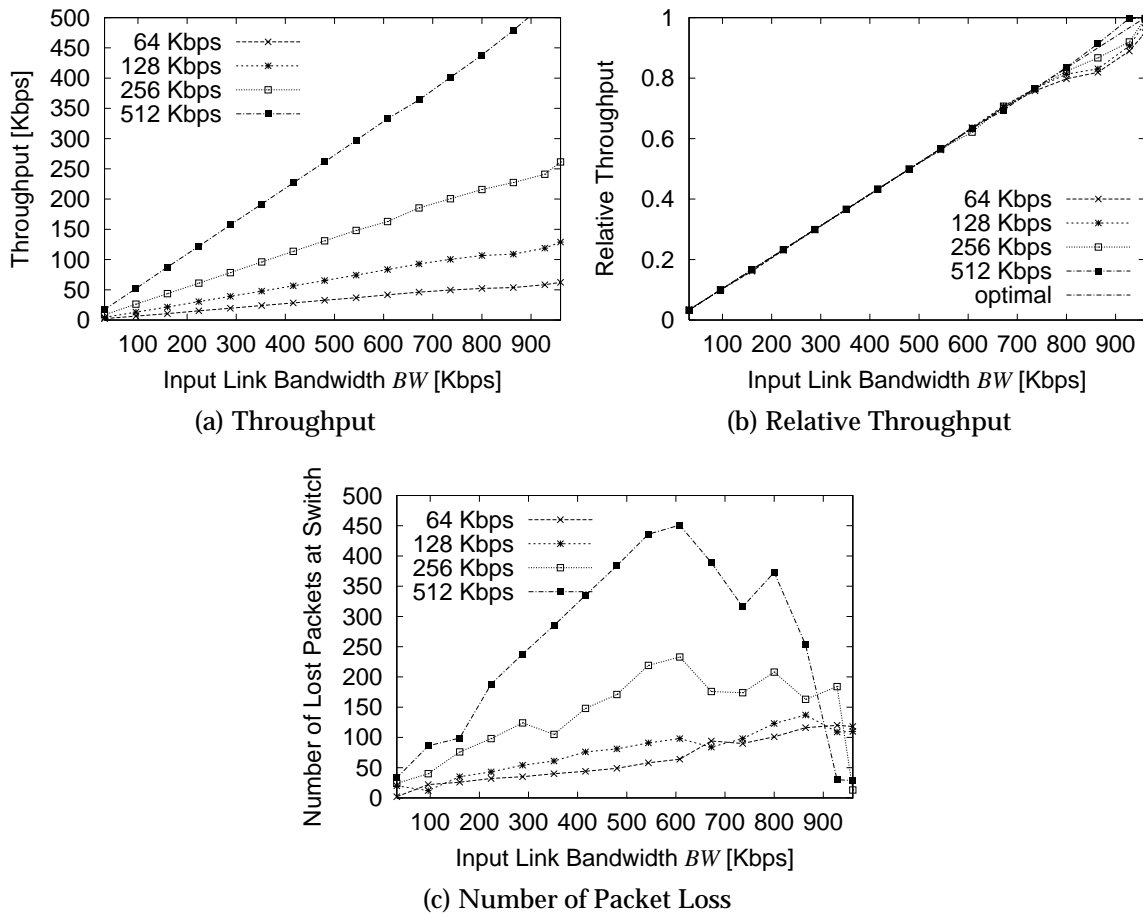 Throughput [Kbps]
500
450
400
350
300
250
200
150
100
50
0
64 Kbps
128 Kbps
256 Kbps
512 Kbps
100 200 300 400 500 600 700 800 900
Input Link Bandwidth BW [Kbps]
(a) Throughput
Relative Throughput
1
0.8
0.6
0.4
0.2
0
64 Kbps
128 Kbps
256 Kbps
512 Kbps
optimal
100 200 300 400 500 600 700 800 900
Input Link Bandwidth BW [Kbps]
(b) Relative Throughput
Number of Lost Packets at Switch
500
450
400
350
300
250
200
150
100
50
0
64 Kbps
128 Kbps
256 Kbps
512 Kbps
100 200 300 400 500 600 700 800 900
Input Link Bandwidth BW [Kbps]
(c) Number of Packet Loss